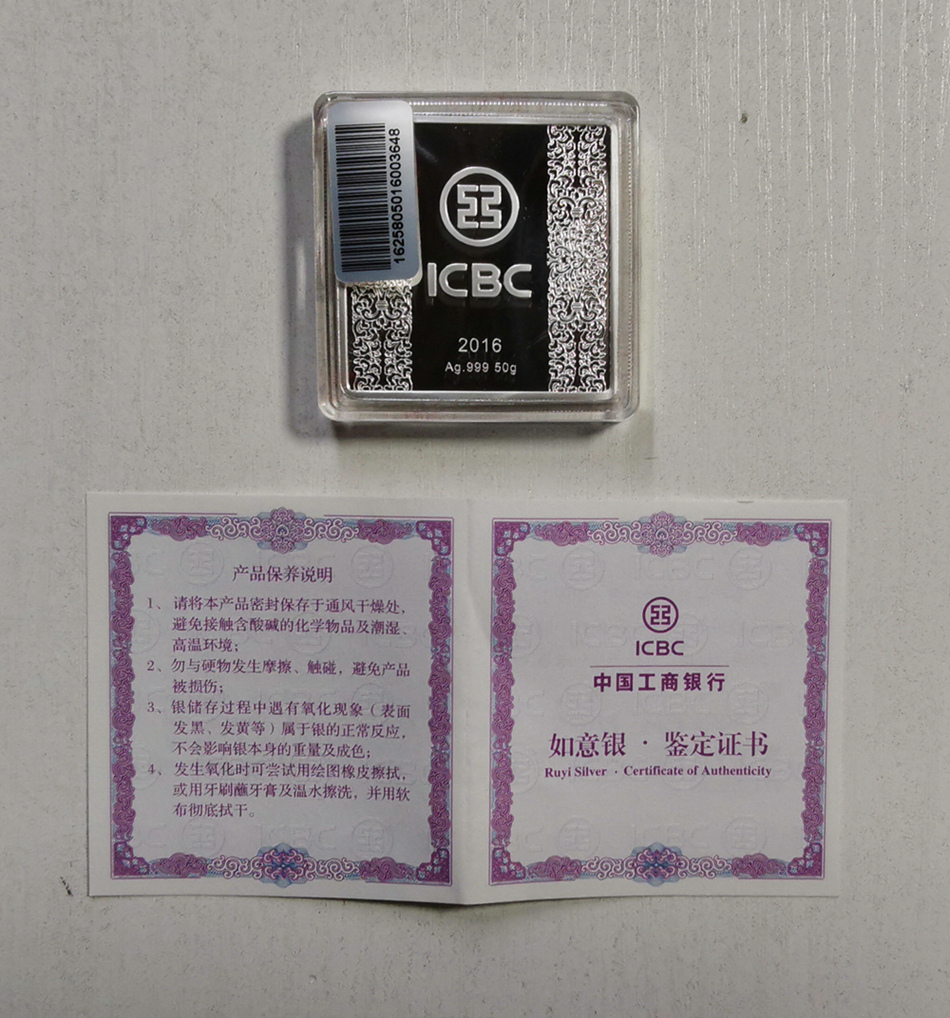 1625805016003648
ICBC
2016
Ag.999 50g
产品保养说明
1、请将本产品密封保存于通风干燥处，
避免接触含酸碱的化学物品及潮湿、
高温环境；
2、勿与硬物发生摩擦、触碰，避免产品
被损伤；
3、银储存过程中遇有氧化现象（表面
发黑、发黄等）属于银的正常反应，
不会影响银本身的重量及成色；
4、发生氧化时可尝试用绘图橡皮擦拭，
或用牙刷蘸牙膏及温水擦洗，并用软
布彻底拭干。
ICBC
中国工商银行
如意银 · 鉴定证书
Ruyi Silver · Certificate of Authenticity